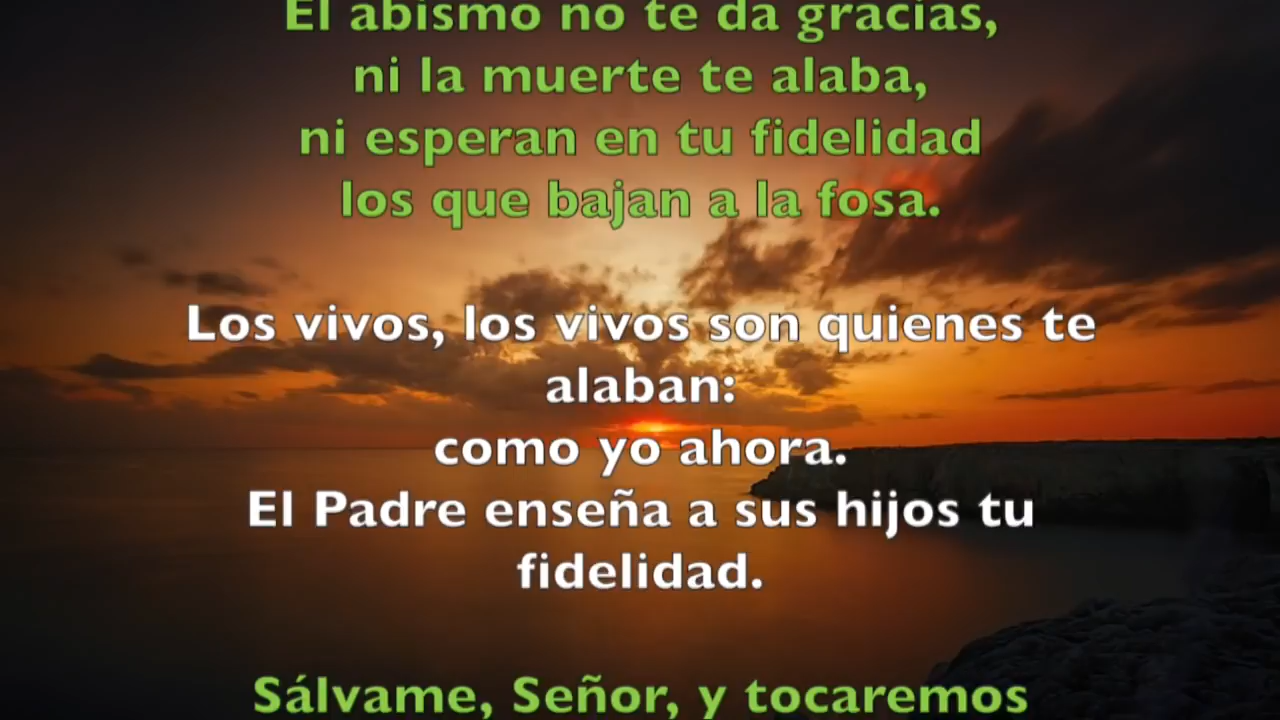 El abismo no te da gracias,
ni la muerte te alaba,
ni esperan en tu fidelidad
los que bajan a la fosa.
Los vivos, los vivos son quienes te
alaban:
como yo ahora.
El Padre enseña a sus hijos tu
fidelidad.
Sálvame, Señor, y tocaremos